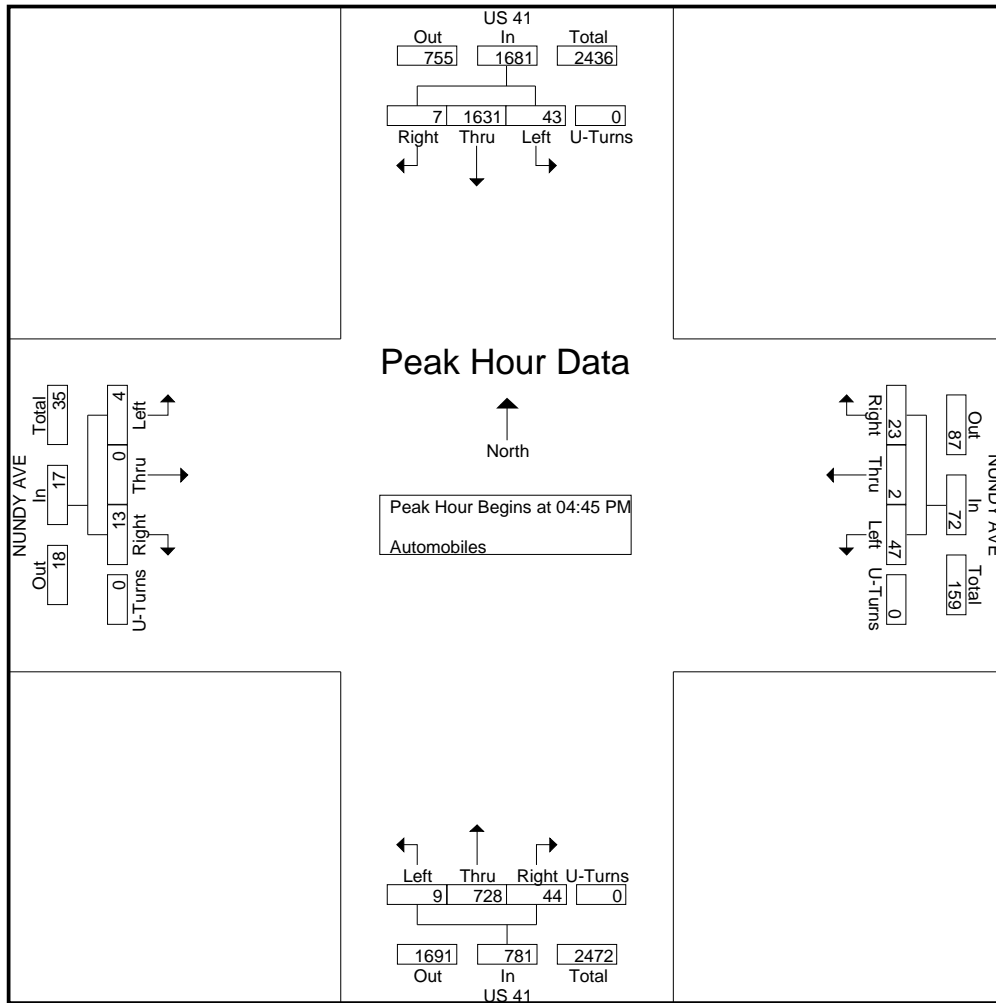 US 41
Out In Total
755 1681 2436
7 1631 43 0
Right Thru Left U-Turns
Peak Hour Data
North
Peak Hour Begins at 04:45 PM
Automobiles
NUNDY AVE
Total In Out
35 17 18
4 0 13 0
Left Thru Right U-Turns
NUNDY AVE
Out In Total
87 72 159
23 2 47 0
Right Thru Left U-Turns
Left Thru Right U-Turns
9 728 44 0
1691 781 2472
Out In Total
US 41